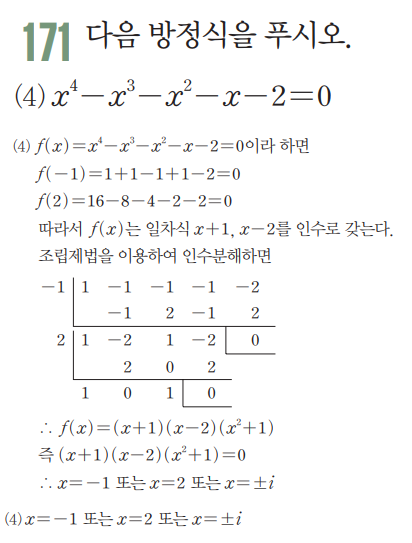 171 다음 방정식을 푸시오.
(4) x⁴－x³－x²－x－2＝0
(4) f(x)＝x⁴－x³－x²－x－2＝0이라 하면
f(－1)＝1＋1－1＋1－2＝0
f(2)＝16－8－4－2－2＝0
따라서 f(x)는 일차식 x＋1, x－2를 인수로 갖는다.
조립제법을 이용하여 인수분해하면
－1 1 －1 －1 －1 －2
－1 2 －1 2
2 1 －2 1 －2 0
2 0 2
1 0 1 0
∴ f(x)＝(x＋1)(x－2)(x²＋1)
즉 (x＋1)(x－2)(x²＋1)＝0
∴ x＝－1 또는 x＝2 또는 x＝±i
(4) x＝－1 또는 x＝2 또는 x＝±i